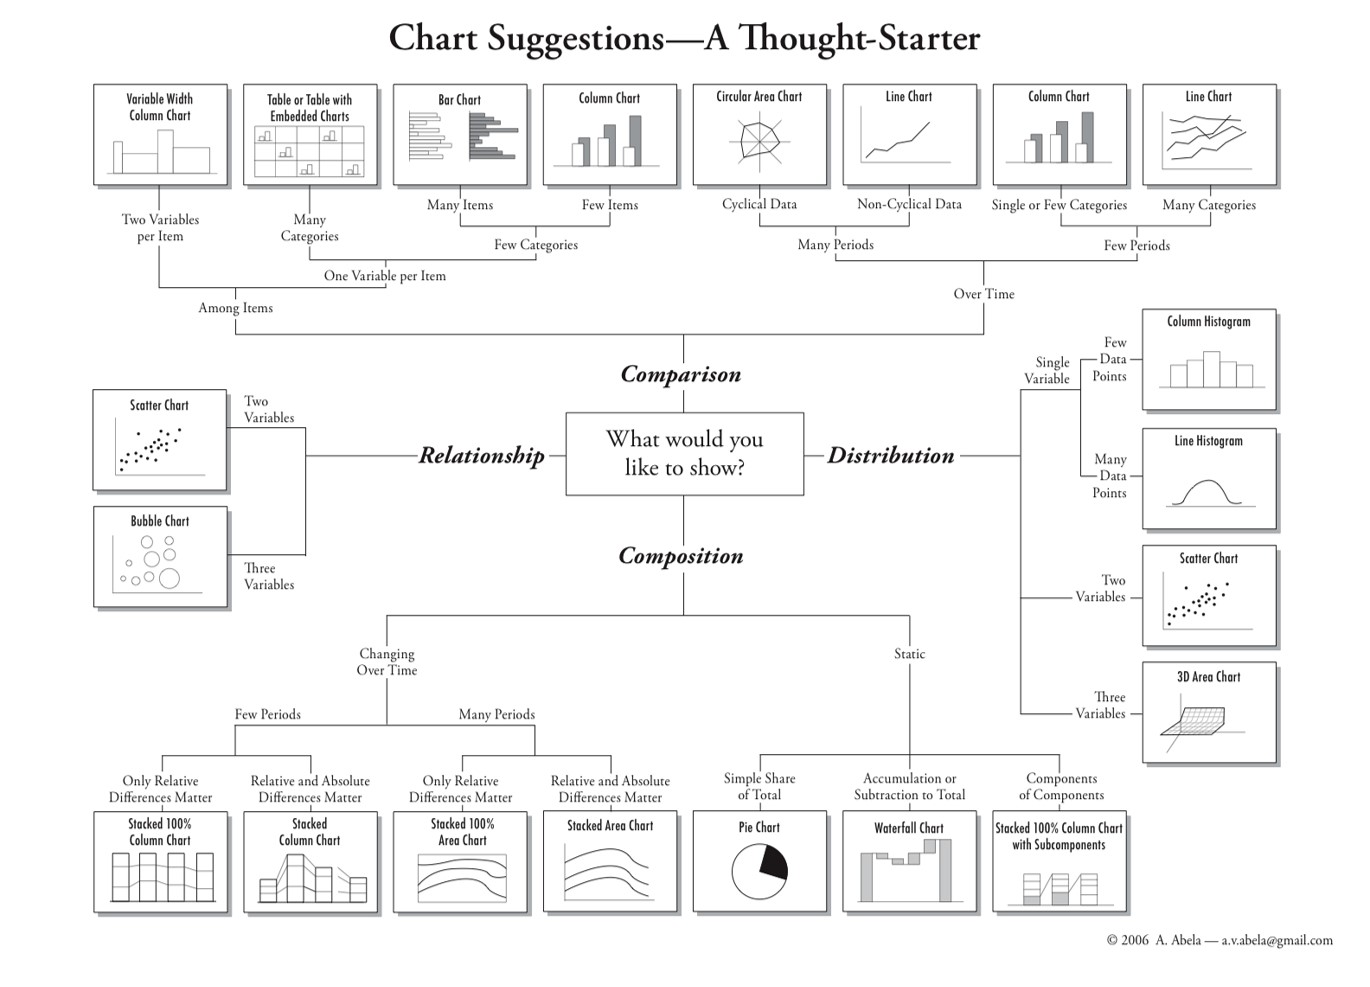 Chart Suggestions—A Thought-Starter
Variable Width
Column Chart
Table or Table with
Embedded Charts
Bar Chart
Column Chart
Circular Area Chart
Line Chart
Column Chart
Line Chart
Two Variables
per Item
Many
Categories
Many Items
Few Items
Cyclical Data
Non-Cyclical Data
Single or Few Categories
Many Categories
Few Categories
Many Periods
Few Periods
One Variable per Item
Among Items
Over Time
Comparison
What would you
like to show?
Relationship
Two
Variables
Scatter Chart
Bubble Chart
Three
Variables
Distribution
Single
Variable
Few
Data
Points
Column Histogram
Many
Data
Points
Line Histogram
Two
Variables
Scatter Chart
Three
Variables
3D Area Chart
Composition
Changing
Over Time
Static
Few Periods
Many Periods
Only Relative
Differences Matter
Relative and Absolute
Differences Matter
Only Relative
Differences Matter
Relative and Absolute
Differences Matter
Simple Share
of Total
Accumulation or
Subtraction to Total
Components
of Components
Stacked 100%
Column Chart
Stacked
Column Chart
Stacked 100%
Area Chart
Stacked Area Chart
Pie Chart
Waterfall Chart
Stacked 100% Column Chart
with Subcomponents
© 2006 A. Abela — a.v.abela@gmail.com